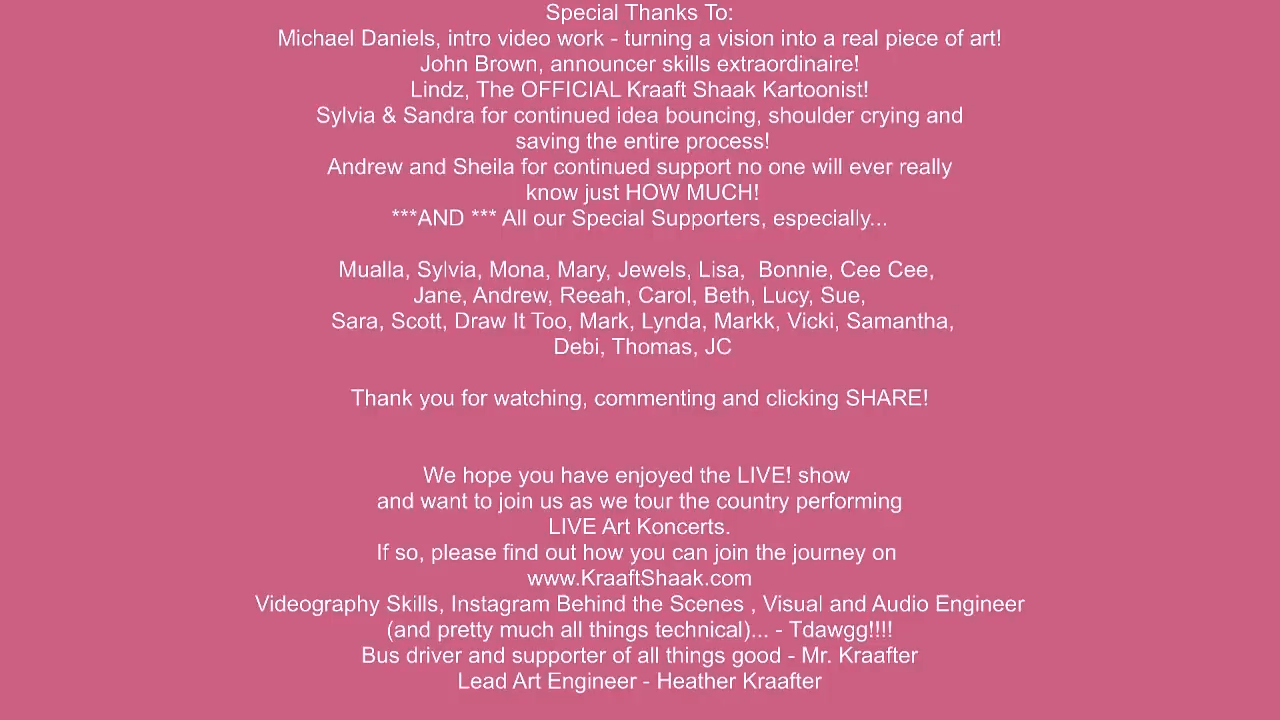 Special Thanks To:
Michael Daniels, intro video work - turning a vision into a real piece of art!
John Brown, announcer skills extraordinaire!
Lindz, The OFFICIAL Kraaft Shaak Kartoonist!
Sylvia & Sandra for continued idea bouncing, shoulder crying and
saving the entire process!
Andrew and Sheila for continued support no one will ever really
know just HOW MUCH!
***AND *** All our Special Supporters, especially...
Mualla, Sylvia, Mona, Mary, Jewels, Lisa,  Bonnie, Cee Cee,
Jane, Andrew, Reeah, Carol, Beth, Lucy, Sue,
Sara, Scott, Draw It Too, Mark, Lynda, Markk, Vicki, Samantha,
Debi, Thomas, JC
Thank you for watching, commenting and clicking SHARE!
We hope you have enjoyed the LIVE! show
and want to join us as we tour the country performing
LIVE Art Koncerts.
If so, please find out how you can join the journey on
www.KraaftShaak.com
Videography Skills, Instagram Behind the Scenes , Visual and Audio Engineer
(and pretty much all things technical)... - Tdawgg!!!!
Bus driver and supporter of all things good - Mr. Kraafter
Lead Art Engineer - Heather Kraafter